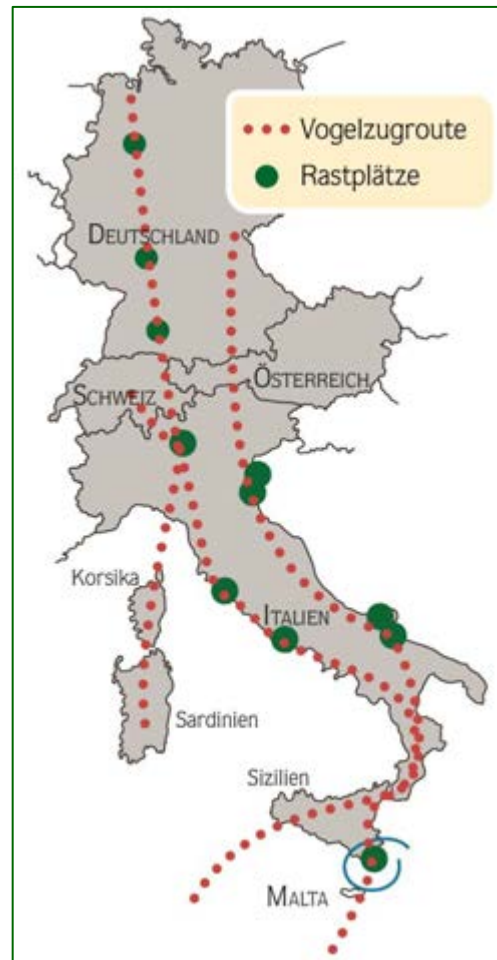 Vogelzugroute
Rastplätze
DEUTSCHLAND
SCHWEIZ
ÖSTERREICH
Korsika
ITALIEN
Sardinien
Sizilien
MALTA